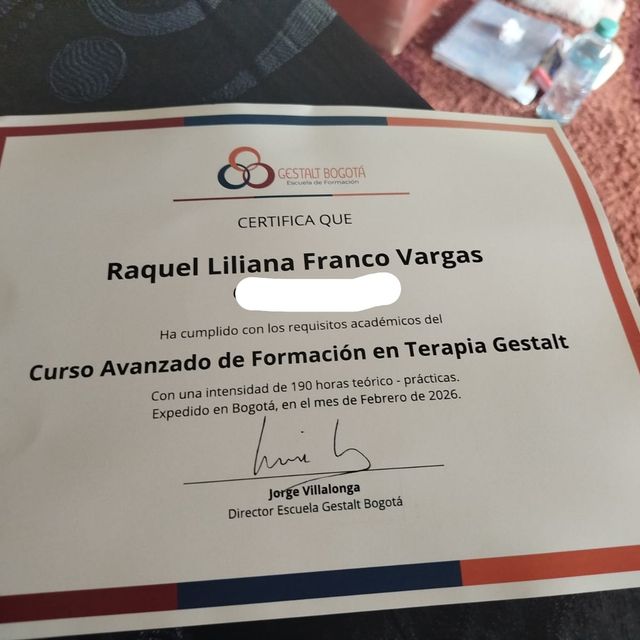 GESTALT BOGOTÁ
Escuela de Formación
CERTIFICA QUE
Raquel Liliana Franco Vargas
Ha cumplido con los requisitos académicos del
Curso Avanzado de Formación en Terapia Gestalt
Con una intensidad de 190 horas teórico - prácticas.
Expedido en Bogotá, en el mes de Febrero de 2026.
Jorge Villalonga
Director Escuela Gestalt Bogotá